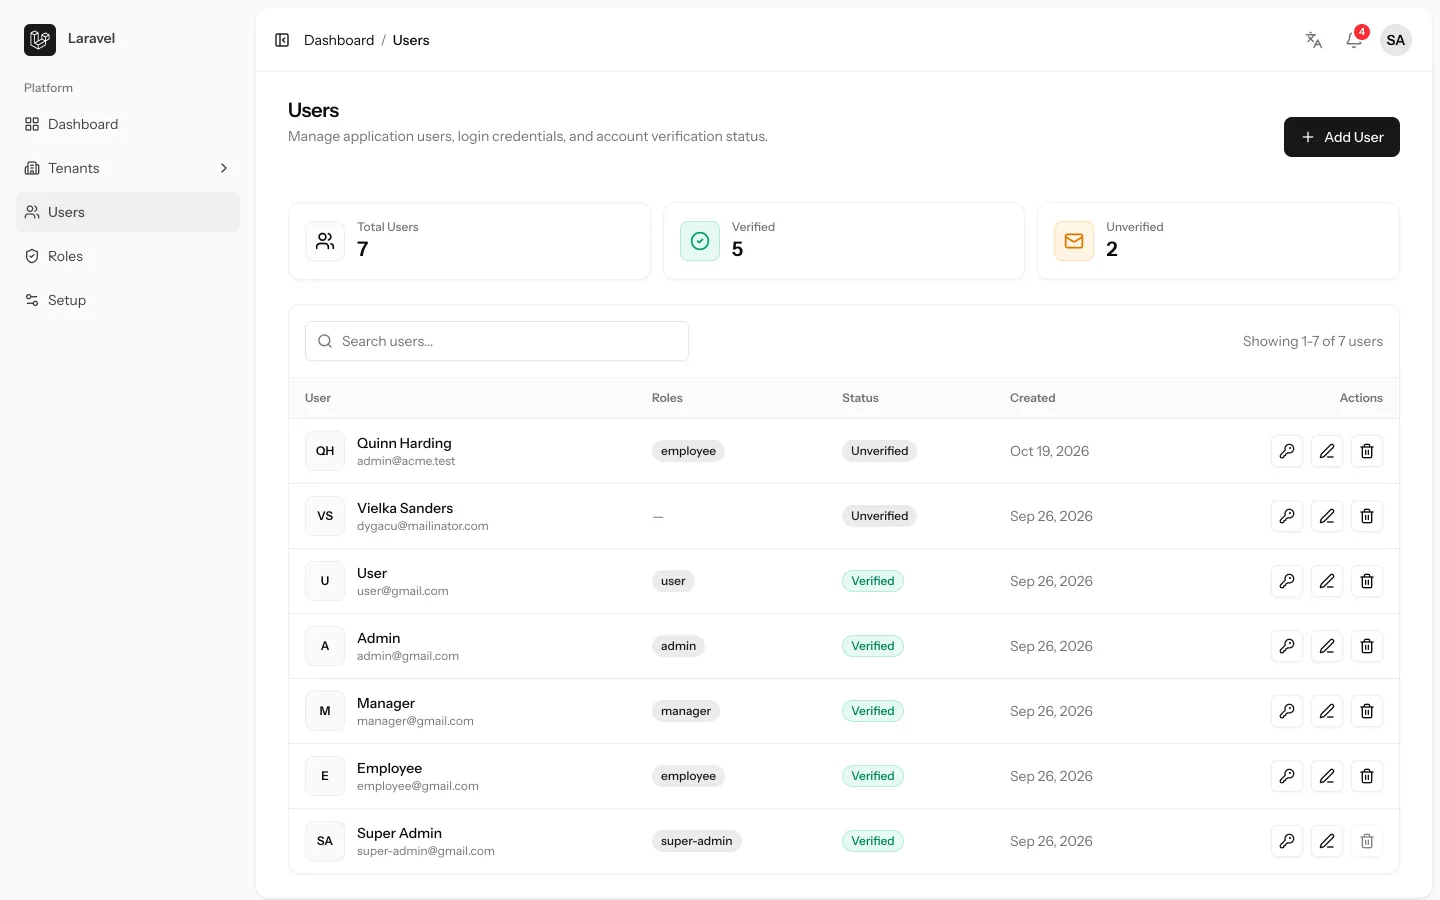 Laravel
Platform
Dashboard
Tenants
Users
Roles
Setup
Dashboard / Users
4
SA
Users
Manage application users, login credentials, and account verification status.
Add User
Total Users
7
Verified
5
Unverified
2
Search users...
Showing 1-7 of 7 users
User Roles Status Created Actions
QH Quinn Harding employee Unverified Oct 19, 2026
admin@acme.test
VS Vielka Sanders — Unverified Sep 26, 2026
dygacu@mailinator.com
U User user Verified Sep 26, 2026
user@gmail.com
A Admin admin Verified Sep 26, 2026
admin@gmail.com
M Manager manager Verified Sep 26, 2026
manager@gmail.com
E Employee employee Verified Sep 26, 2026
employee@gmail.com
SA Super Admin super-admin Verified Sep 26, 2026
super-admin@gmail.com